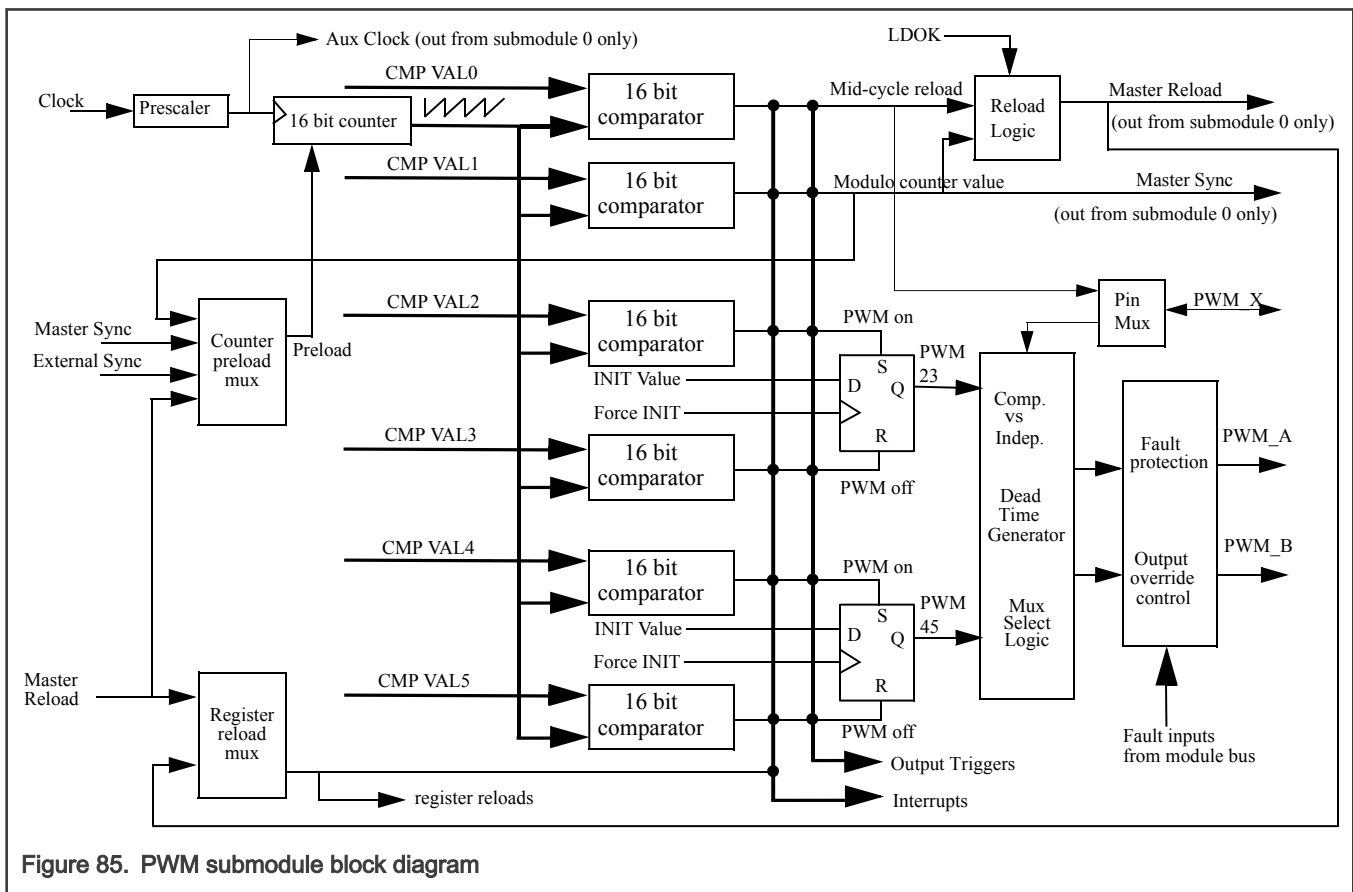 Aux Clock (out from submodule 0 only)
LDOK
CMP VAL0
Clock
Prescaler
16 bit counter
16 bit
comparator
Mid-cycle reload
Reload
Logic
Master Reload
(out from submodule 0 only)
CMP VAL1
16 bit
comparator
Modulo counter value
Master Sync
(out from submodule 0 only)
Master Sync
External Sync
Counter
preload
mux
Preload
CMP VAL2
16 bit
comparator
PWM on
Pin
Mux
PWM_X
INIT Value
Force INIT
D
S
Q
R
PWM
23
CMP VAL3
16 bit
comparator
PWM off
Comp.
vs
Indep.
Dead
Time
Generator
Mux
Select
Logic
Fault
protection
Output
override
control
PWM_A
PWM_B
CMP VAL4
16 bit
comparator
PWM on
INIT Value
Force INIT
D
S
Q
R
PWM
45
Master
Reload
Register
reload
mux
CMP VAL5
16 bit
comparator
PWM off
Fault inputs
from module bus
Output Triggers
register reloads
Interrupts
Figure 85. PWM submodule block diagram